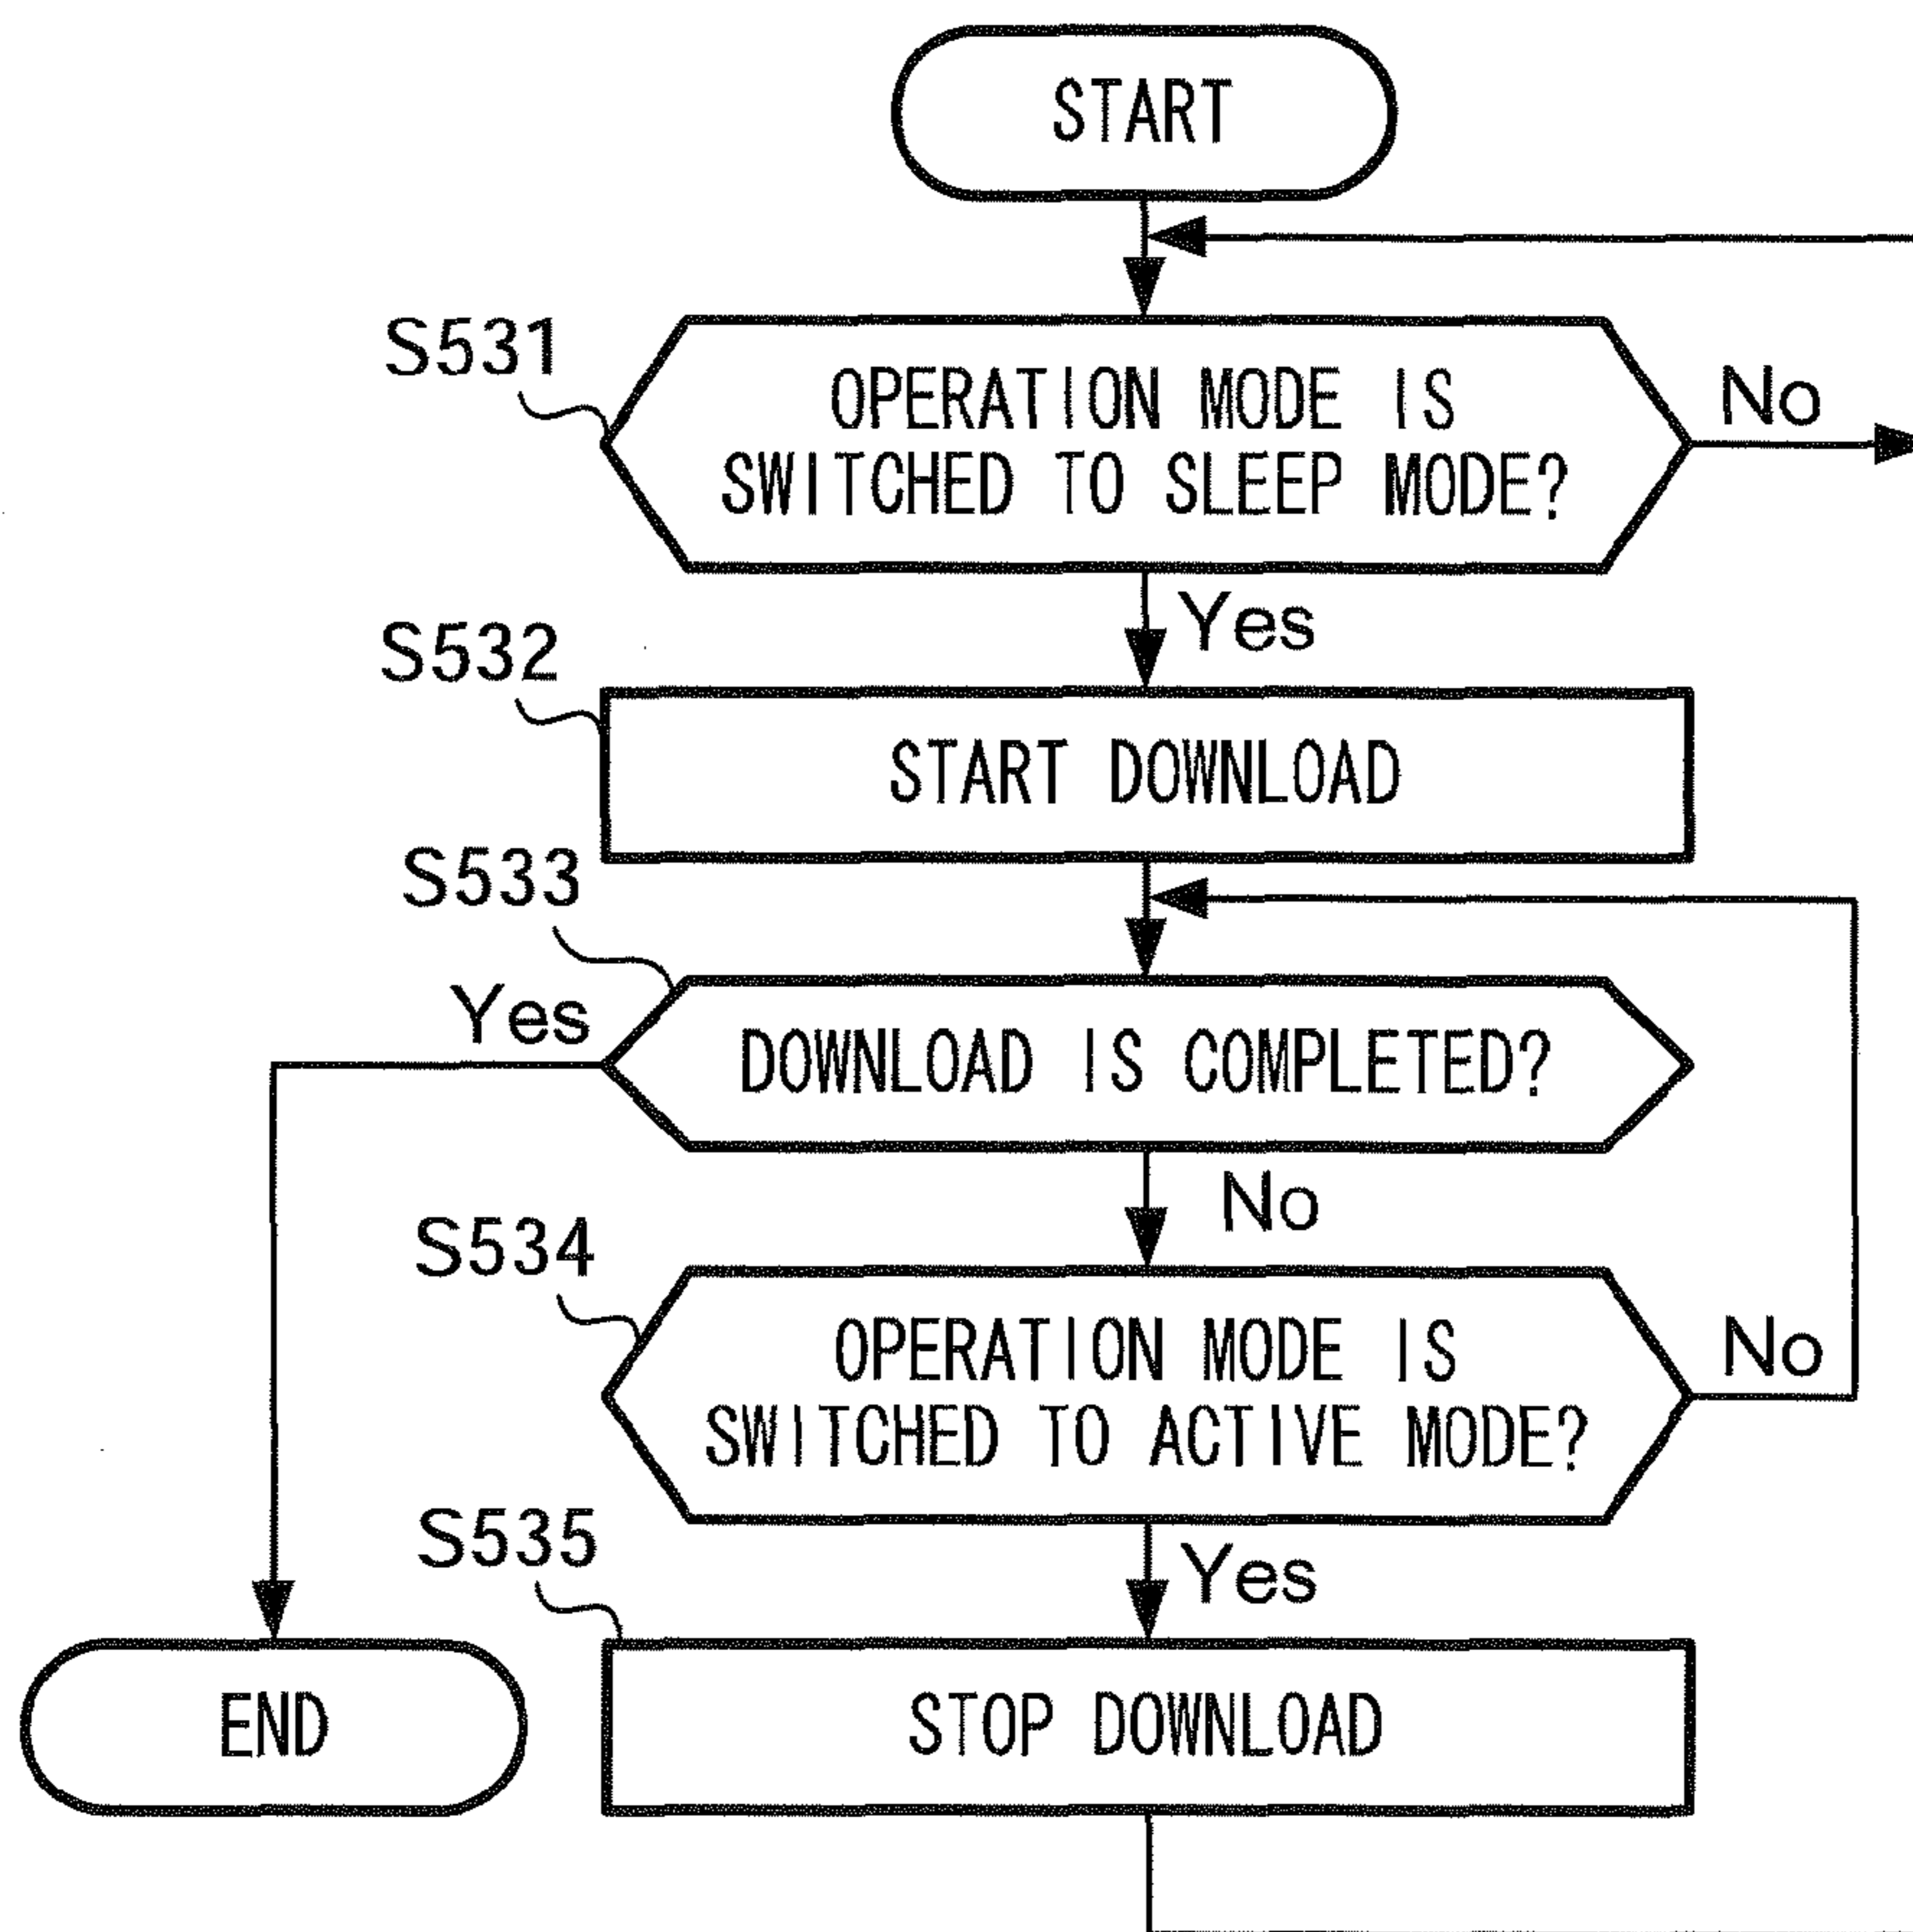 START
S531
OPERATION MODE IS
SWITCHED TO SLEEP MODE?
No
Yes
S532
START DOWNLOAD
S533
Yes
DOWNLOAD IS COMPLETED?
No
S534
OPERATION MODE IS
SWITCHED TO ACTIVE MODE?
No
S535
Yes
END
STOP DOWNLOAD